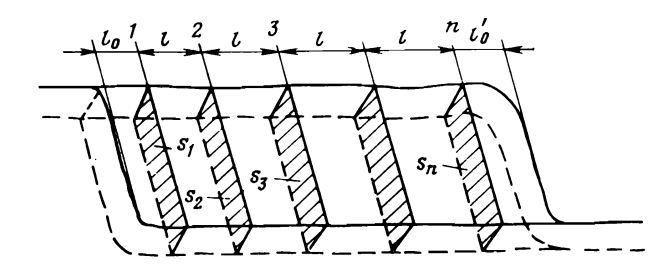 l₀ 1 l 2 l 3 l l n l₀'
s₁
s₂
s₃
sₙ